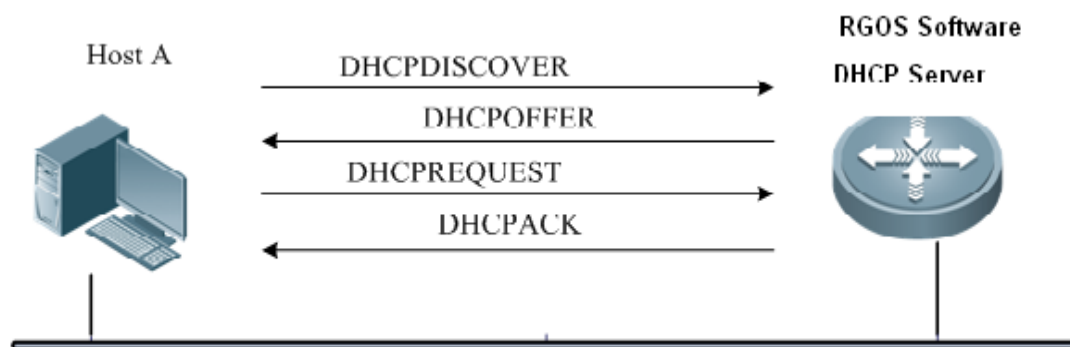 Host A
RGOS Software
DHCP Server
DHCPDISCOVER
DHCPOFFER
DHCPREQUEST
DHCPACK